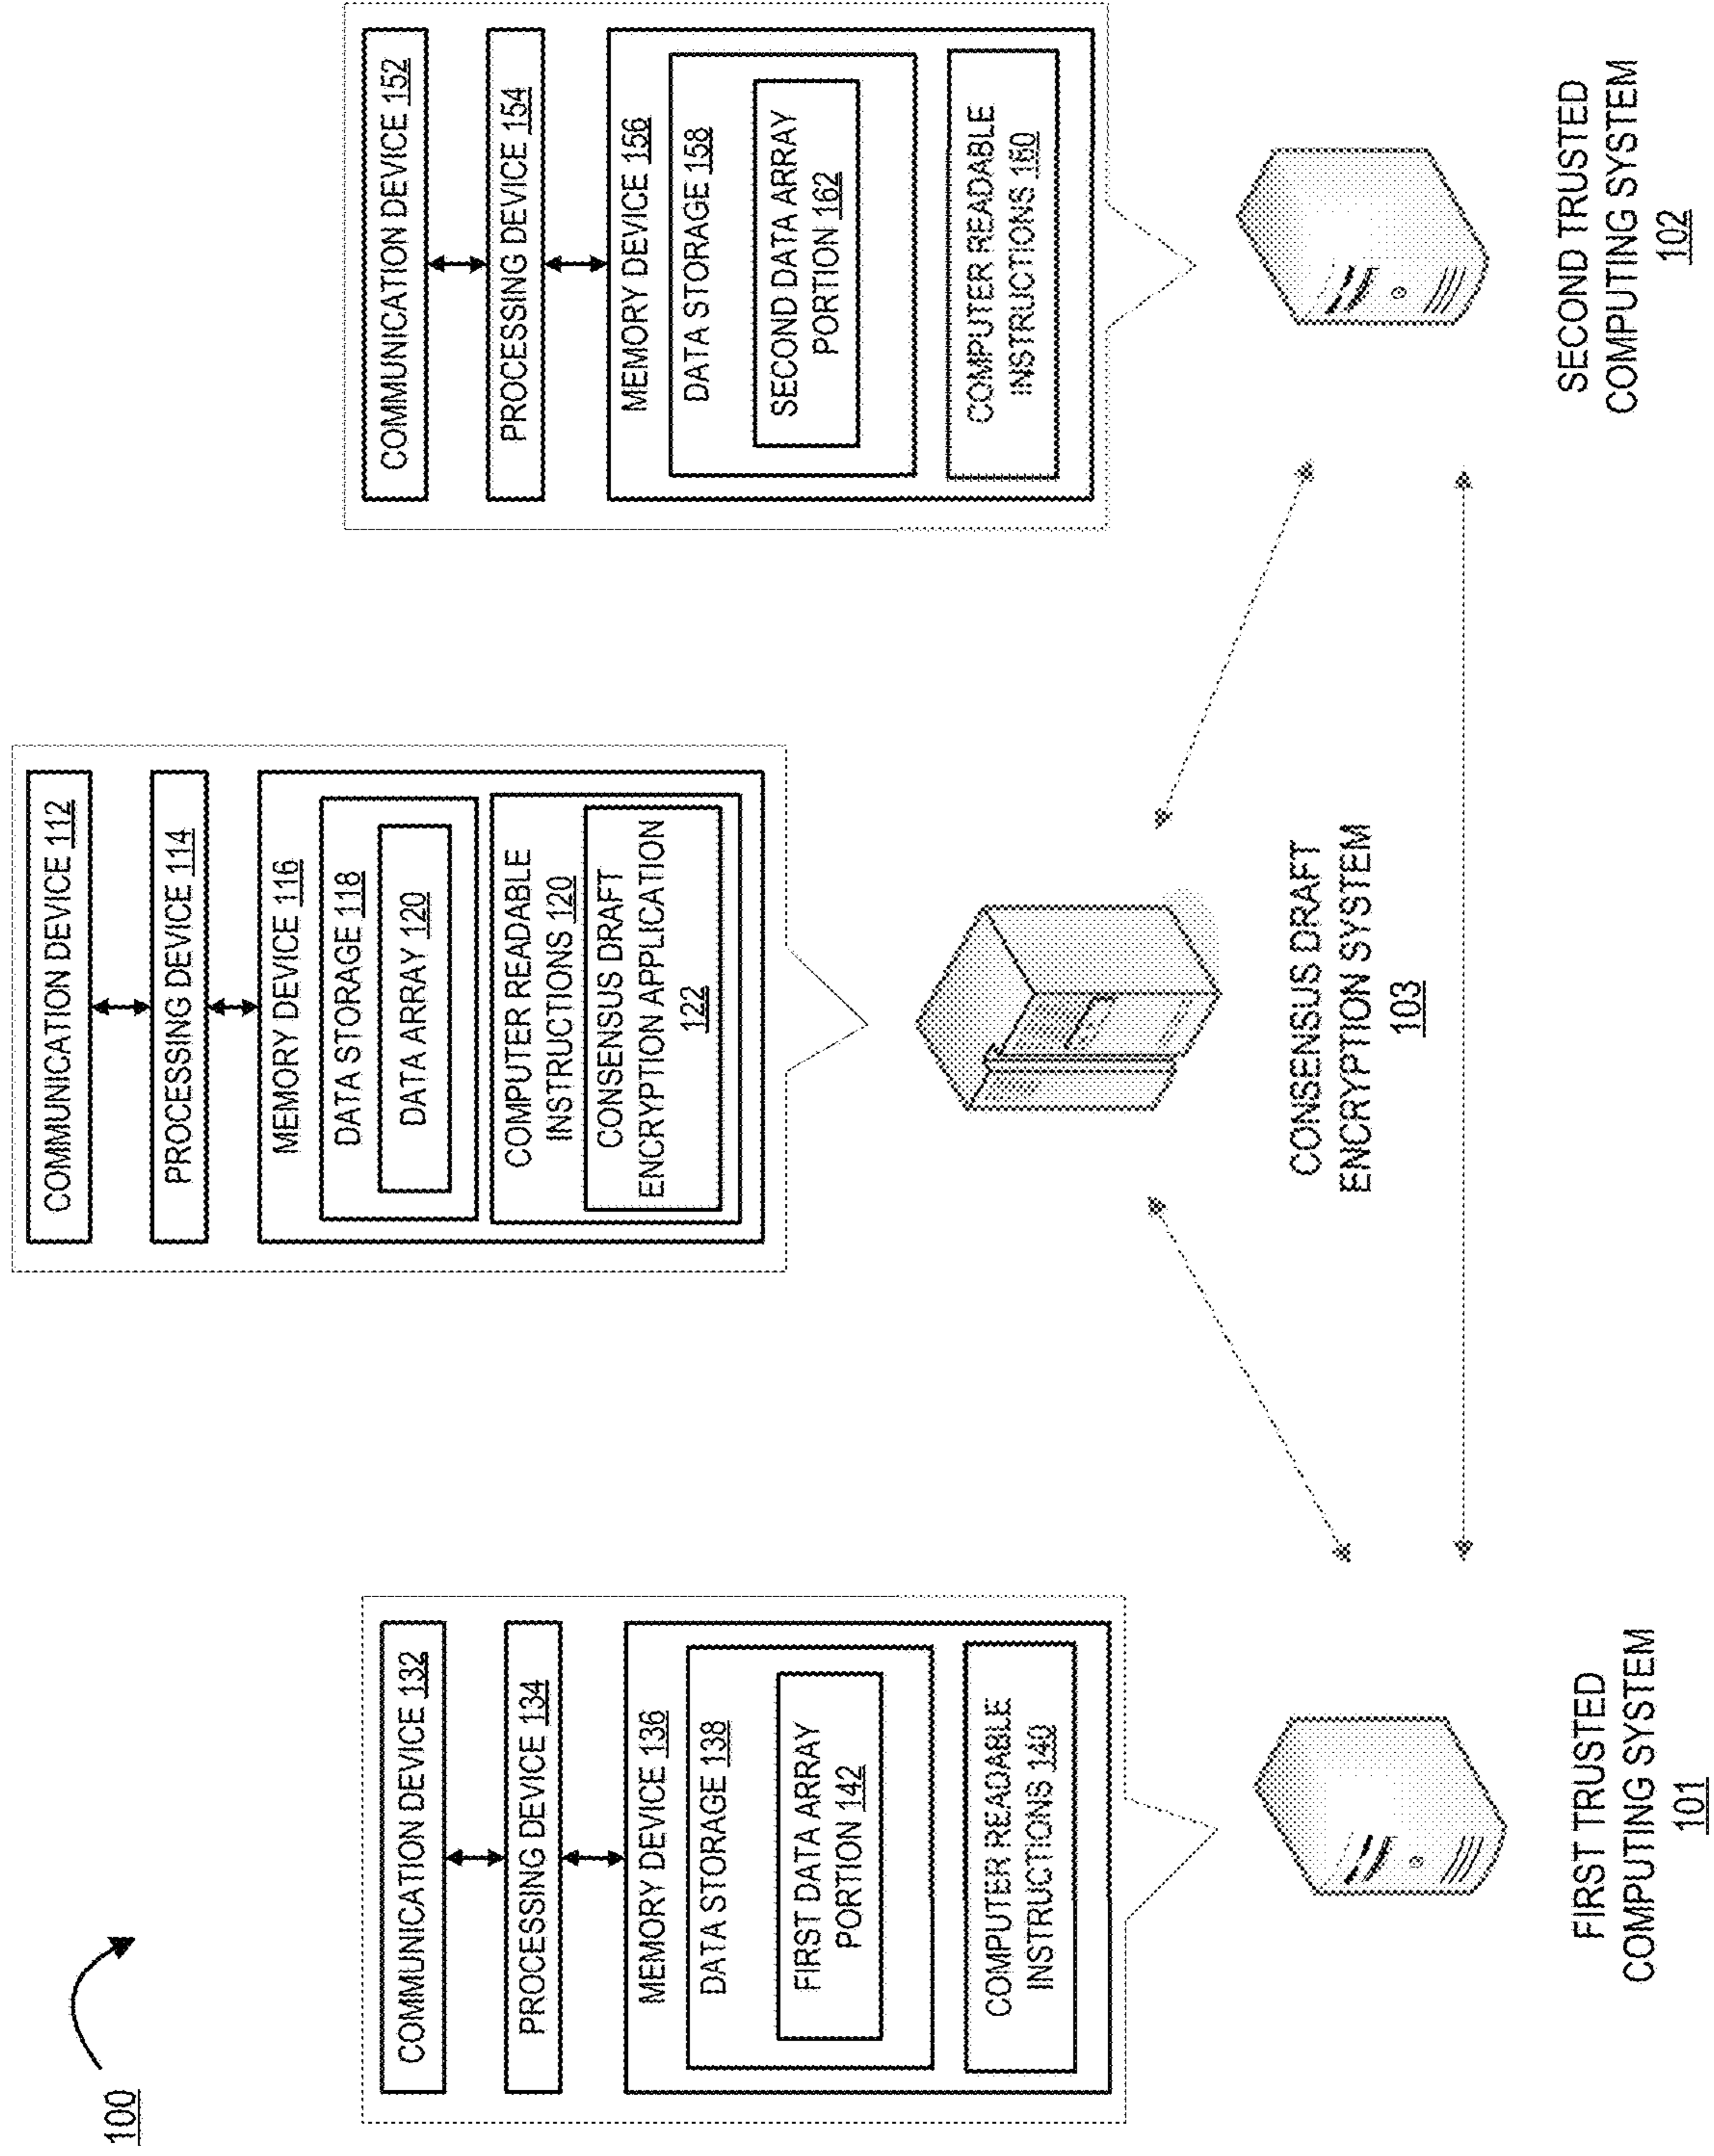 100
COMMUNICATION DEVICE 132
PROCESSING DEVICE 134
MEMORY DEVICE 136
DATA STORAGE 138
FIRST DATA ARRAY
PORTION 142
COMPUTER READABLE
INSTRUCTIONS 140
FIRST TRUSTED
COMPUTING SYSTEM
101
COMMUNICATION DEVICE 112
PROCESSING DEVICE 114
MEMORY DEVICE 116
DATA STORAGE 118
DATA ARRAY 120
COMPUTER READABLE
INSTRUCTIONS 120
CONSENSUS DRAFT
ENCRYPTION APPLICATION
122
CONSENSUS DRAFT
ENCRYPTION SYSTEM
103
COMMUNICATION DEVICE 152
PROCESSING DEVICE 154
MEMORY DEVICE 156
DATA STORAGE 158
SECOND DATA ARRAY
PORTION 162
COMPUTER READABLE
INSTRUCTIONS 160
SECOND TRUSTED
COMPUTING SYSTEM
102